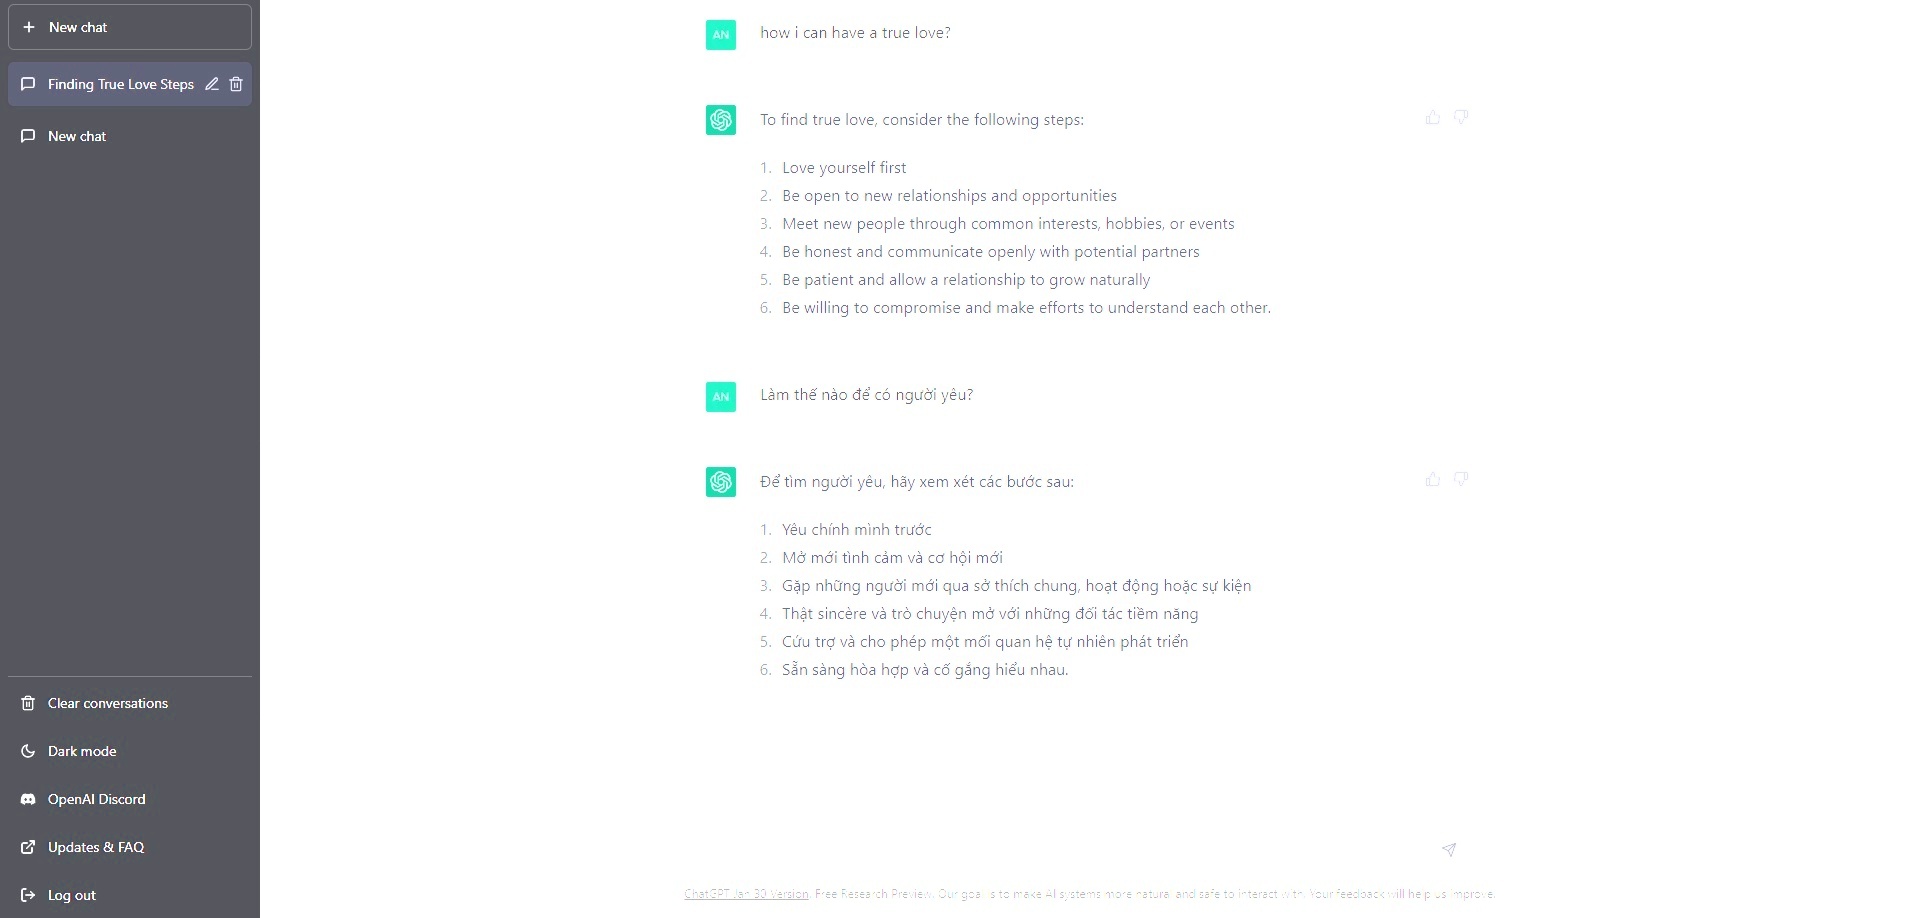 New chat
Finding True Love Steps
New chat
Clear conversations
Dark mode
OpenAI Discord
Updates & FAQ
Log out
AN
how i can have a true love?
To find true love, consider the following steps:
1. Love yourself first
2. Be open to new relationships and opportunities
3. Meet new people through common interests, hobbies, or events
4. Be honest and communicate openly with potential partners
5. Be patient and allow a relationship to grow naturally
6. Be willing to compromise and make efforts to understand each other.
AN
Làm thế nào để có người yêu?
Để tìm người yêu, hãy xem xét các bước sau:
1. Yêu chính mình trước
2. Mở mới tình cảm và cơ hội mới
3. Gặp những người mới qua sở thích chung, hoạt động hoặc sự kiện
4. Thật sincère và trò chuyện mở với những đối tác tiềm năng
5. Cứu trợ và cho phép một mối quan hệ tự nhiên phát triển
6. Sẵn sàng hòa hợp và cố gắng hiểu nhau.
ChatGPT Jan 30 Version. Free Research Preview. Our goal is to make AI systems more natural and safe to interact with. Your feedback will help us improve.